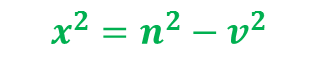 x² = n² − v²